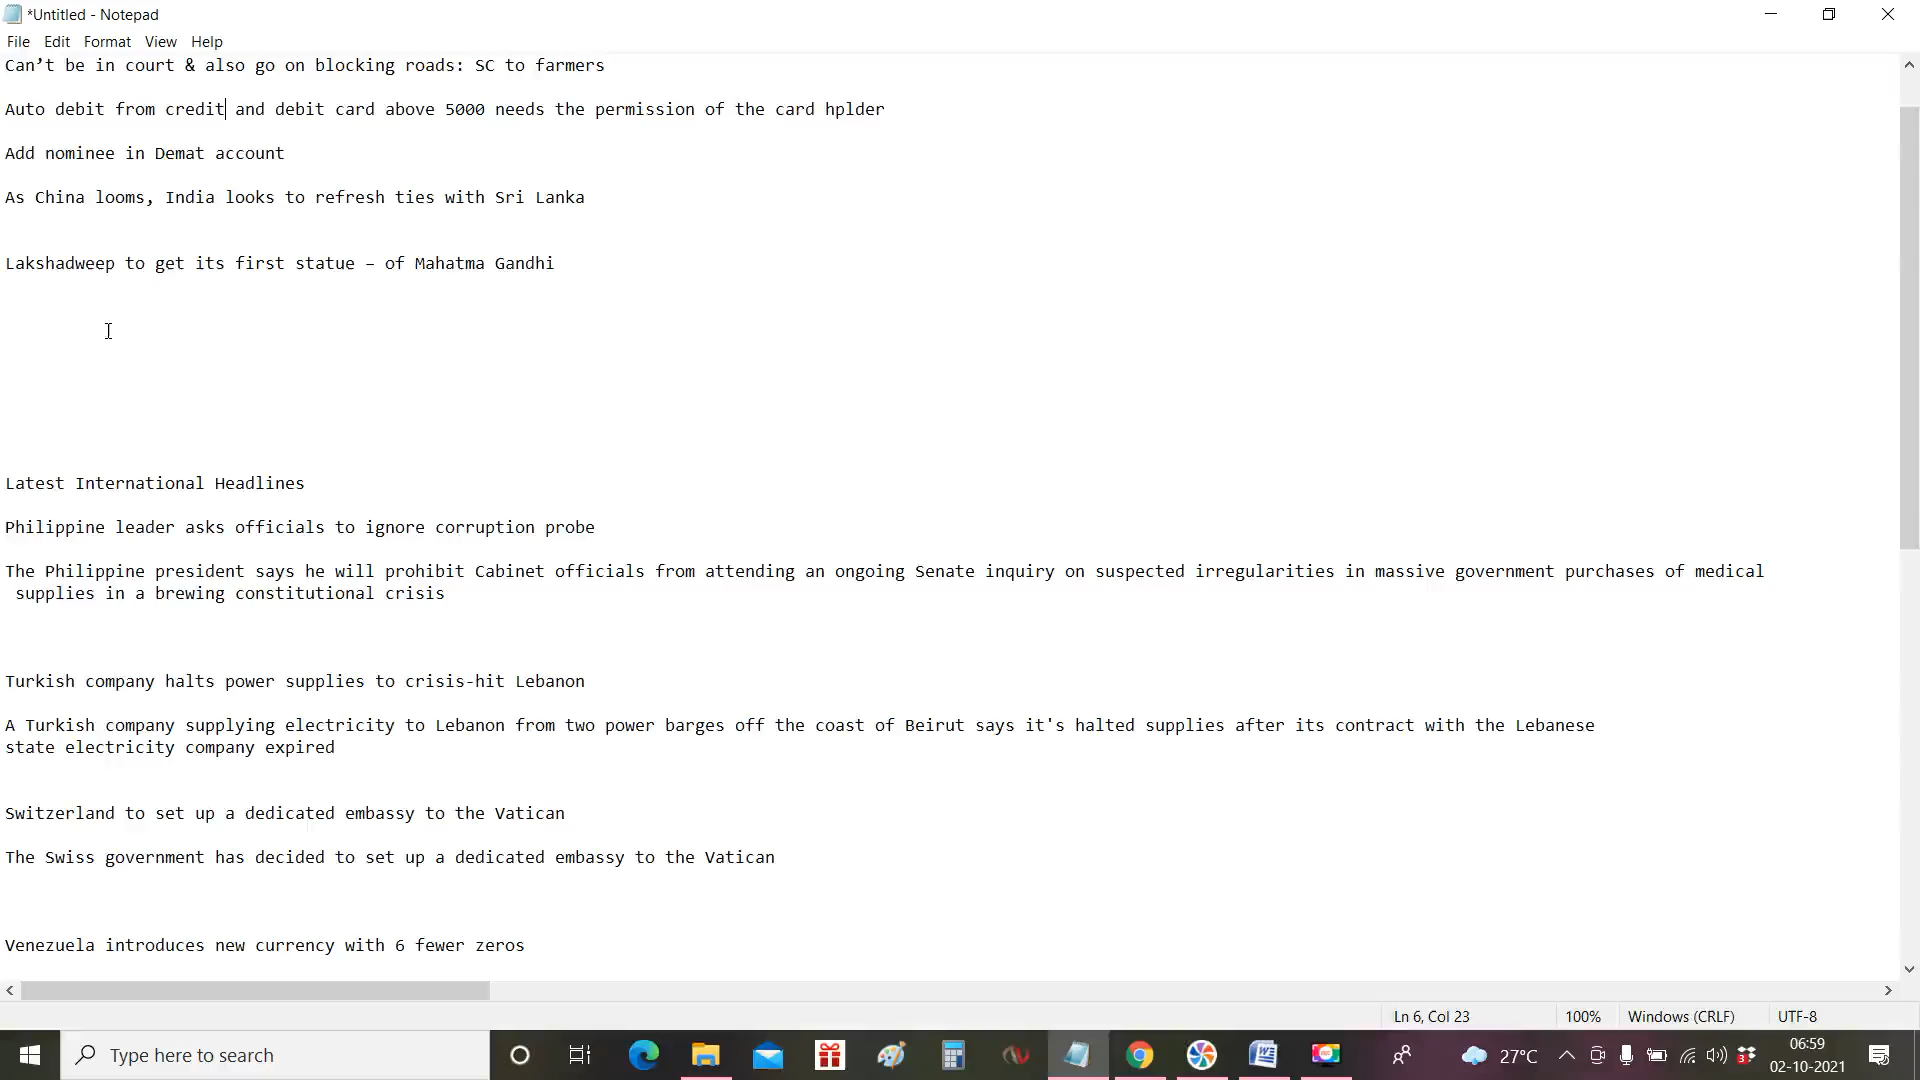 *Untitled - Notepad
File Edit Format View Help
Can’t be in court & also go on blocking roads: SC to farmers
Auto debit from credit and debit card above 5000 needs the permission of the card hplder
Add nominee in Demat account
As China looms, India looks to refresh ties with Sri Lanka
Lakshadweep to get its first statue – of Mahatma Gandhi
Latest International Headlines
Philippine leader asks officials to ignore corruption probe
The Philippine president says he will prohibit Cabinet officials from attending an ongoing Senate inquiry on suspected irregularities in massive government purchases of medical
supplies in a brewing constitutional crisis
Turkish company halts power supplies to crisis-hit Lebanon
A Turkish company supplying electricity to Lebanon from two power barges off the coast of Beirut says it's halted supplies after its contract with the Lebanese
state electricity company expired
Switzerland to set up a dedicated embassy to the Vatican
The Swiss government has decided to set up a dedicated embassy to the Vatican
Venezuela introduces new currency with 6 fewer zeros
Ln 6, Col 23 100% Windows (CRLF) UTF-8
Type here to search
27°C
3
06:59
02-10-2021